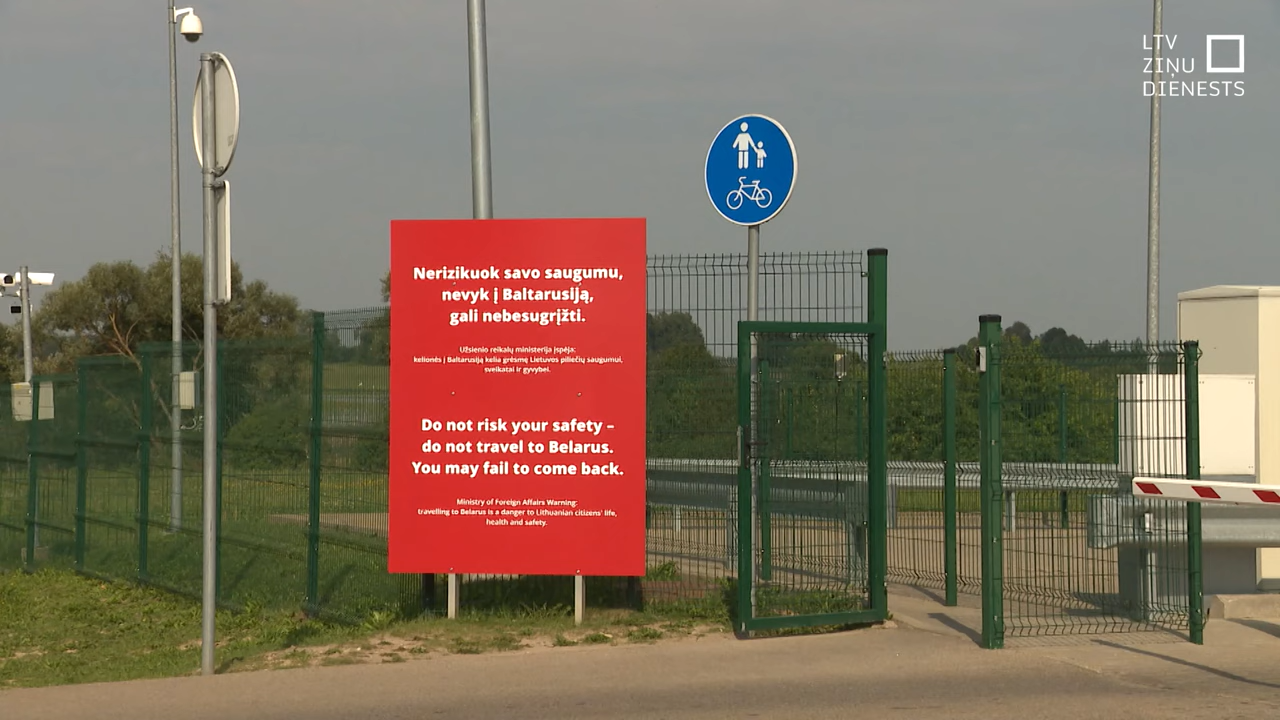 LTV
ZIŅU
DIENESTS
Nerizikuok savo saugumu,
nevyk į Baltarusiją,
gali nebesugrįžti.
Užsienio reikalų ministerija įspėja:
kelionės į Baltarusiją kelia grėsmę Lietuvos piliečių saugumui,
sveikatai ir gyvybei.
Do not risk your safety –
do not travel to Belarus.
You may fail to come back.
Ministry of Foreign Affairs Warning:
travelling to Belarus is a danger to Lithuanian citizens' life,
health and safety.